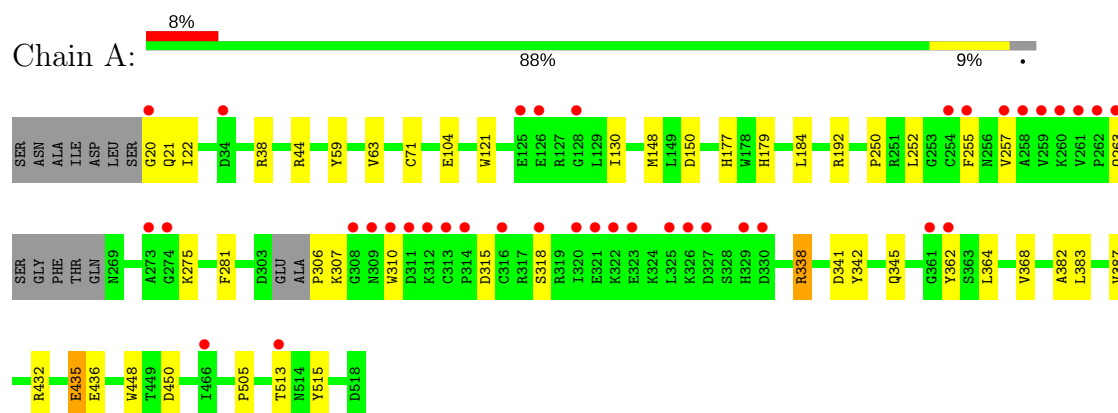 8%
Chain A:
88% 9% •
SER ASN ALA ILE ASP LEU SER G20 Q21 I22 D34 R38 R44 Y59 V63 C71 E104 W121 E125 E126 R127 G128 L129 I130 M148 L149 D150 H177 W178 H179 L184 R192 P250 R251 L252 G253 C254 F255 N256 V257 A258 V259 K260 V261 P262
SER GLY PHE THR GLN N269 A273 G274 K275 F281 D303 GLU ALA P306 K307 G308 N309 W310 D311 K312 C313 P314 D315 C316 R317 S318 R319 I320 E321 K322 E323 K324 L325 K326 D327 S328 H329 D330 R338 D341 Y342 Q345 G361 Y362 S363 L364 V368 A382 L383
R432 E435 E436 W448 T449 D450 I466 P505 T513 N514 Y515 D518